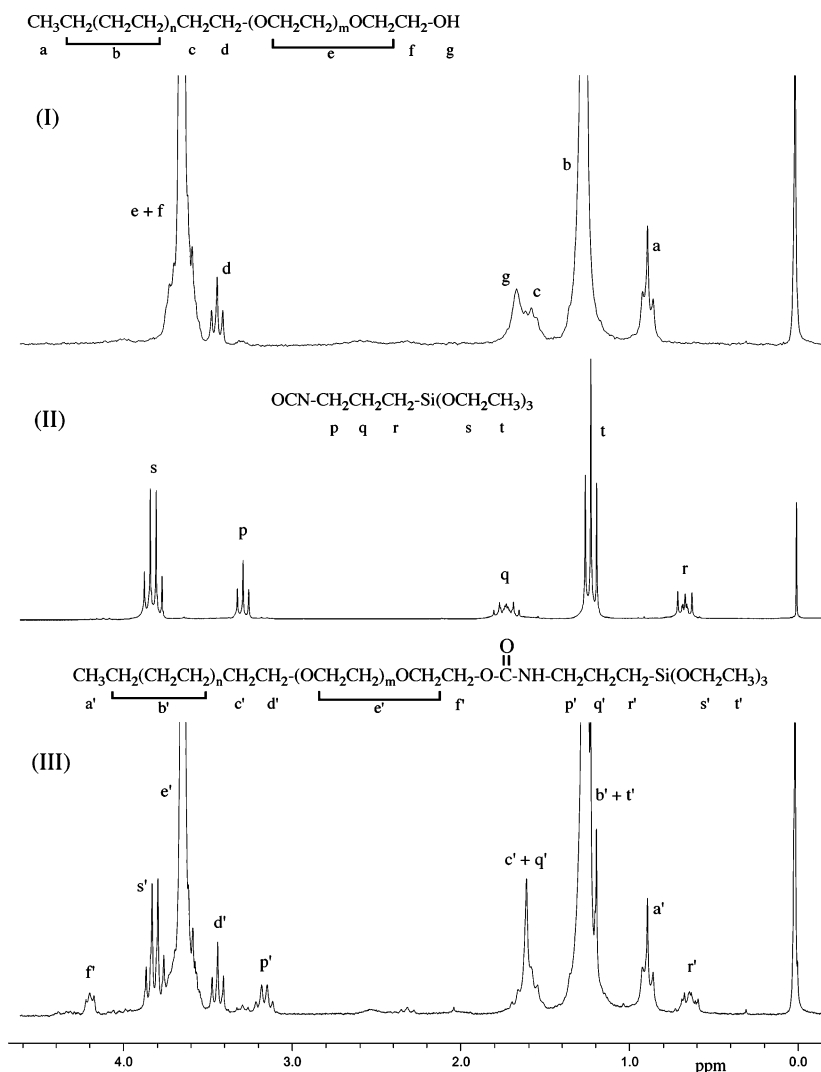 CH₃CH₂(CH₂CH₂)ₙCH₂CH₂-(OCH₂CH₂)ₘOCH₂CH₂-OH
a b c d e f g
(I)
e + f
d
b
g
c
a
OCN-CH₂CH₂CH₂-Si(OCH₂CH₃)₃
p q r s t
(II)
s
p
q
t
r
O
CH₃CH₂(CH₂CH₂)ₙCH₂CH₂-(OCH₂CH₂)ₘOCH₂CH₂-O-C-NH-CH₂CH₂CH₂-Si(OCH₂CH₃)₃
a' b' c' d' e' f' p' q' r' s' t'
(III)
e'
s'
f'
d'
p'
c' + q'
b' + t'
a'
r'
4.0 3.0 2.0 1.0 ppm 0.0